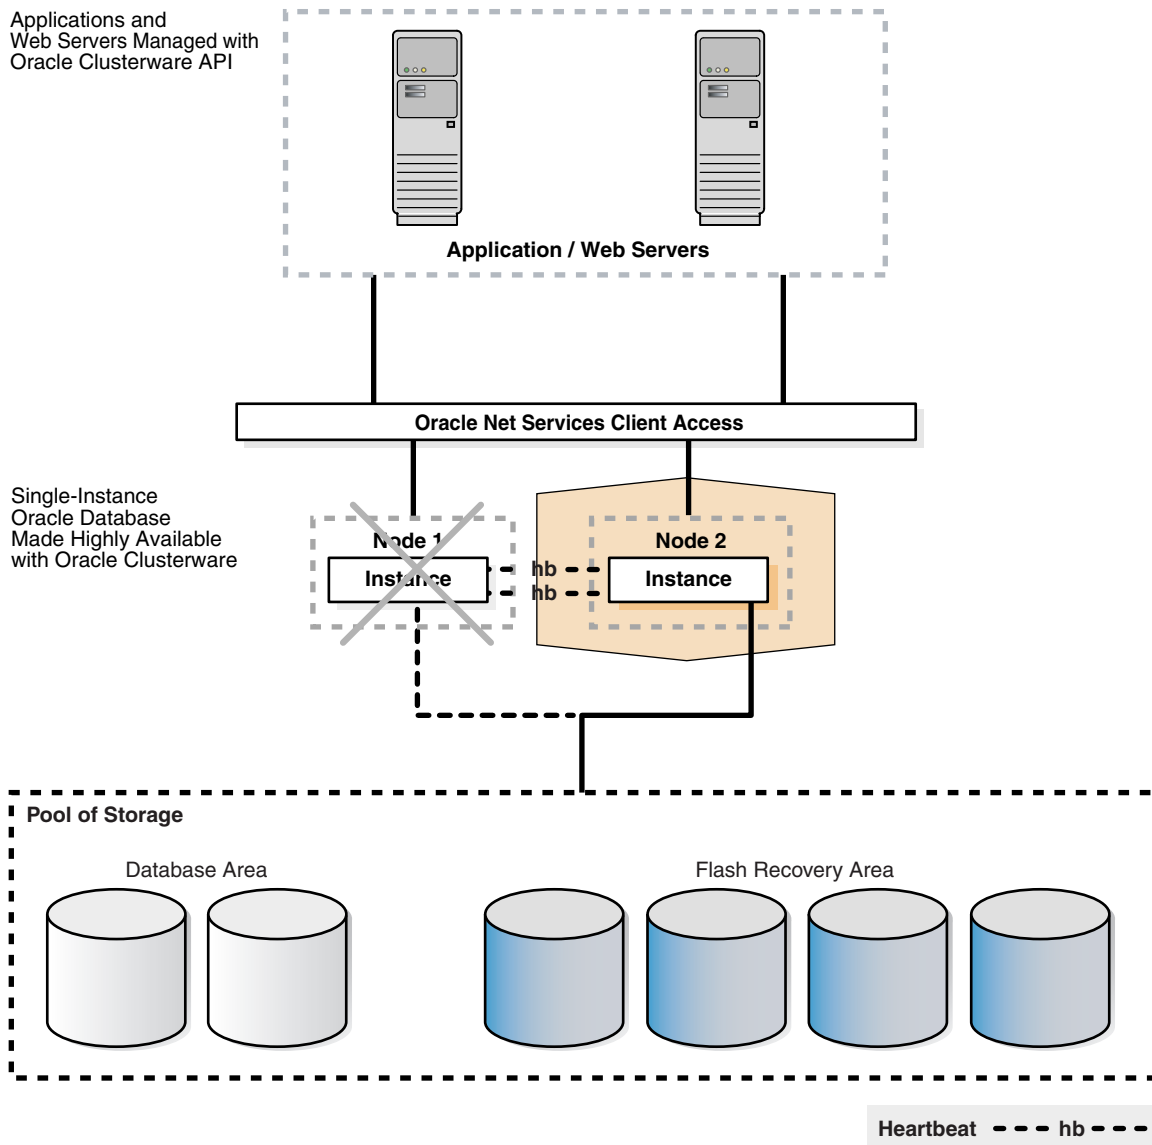 Applications and
Web Servers Managed with
Oracle Clusterware API
Application / Web Servers
Oracle Net Services Client Access
Single-Instance
Oracle Database
Made Highly Available
with Oracle Clusterware
Node 1
Instance
hb
hb
Node 2
Instance
Pool of Storage
Database Area
Flash Recovery Area
Heartbeat hb